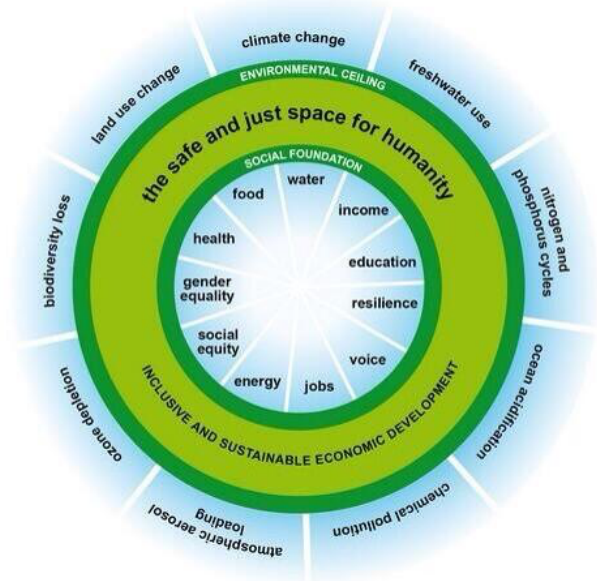 climate change
freshwater use
nitrogen and
phosphorus cycles
ocean acidification
chemical pollution
atmospheric aerosol
loading
ozone depletion
biodiversity loss
land use change
ENVIRONMENTAL CEILING
the safe and just space for humanity
SOCIAL FOUNDATION
water
income
education
resilience
voice
jobs
energy
social
equity
gender
equality
health
food
INCLUSIVE AND SUSTAINABLE ECONOMIC DEVELOPMENT